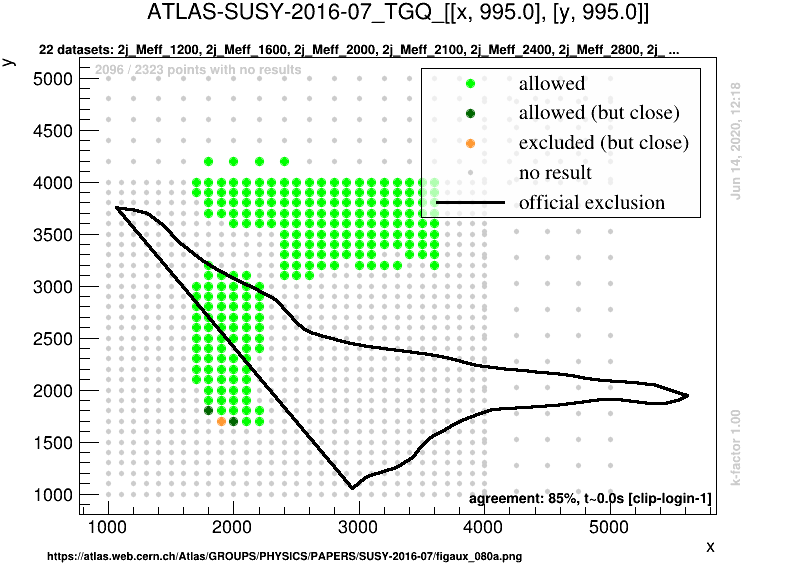 ATLAS-SUSY-2016-07_TGQ_[[x, 995.0], [y, 995.0]]
22 datasets: 2j_Meff_1200, 2j_Meff_1600, 2j_Meff_2000, 2j_Meff_2100, 2j_Meff_2400, 2j_Meff_2800, 2j_ ...
y
2096 / 2323 points with no results
5000
4500
4000
3500
3000
2500
2000
1500
1000
allowed
allowed (but close)
excluded (but close)
no result
official exclusion
Jun 14, 2020, 12:18
k-factor 1.00
agreement: 85%, t~0.0s [clip-login-1]
1000 2000 3000 4000 5000
x
https://atlas.web.cern.ch/Atlas/GROUPS/PHYSICS/PAPERS/SUSY-2016-07/figaux_080a.png